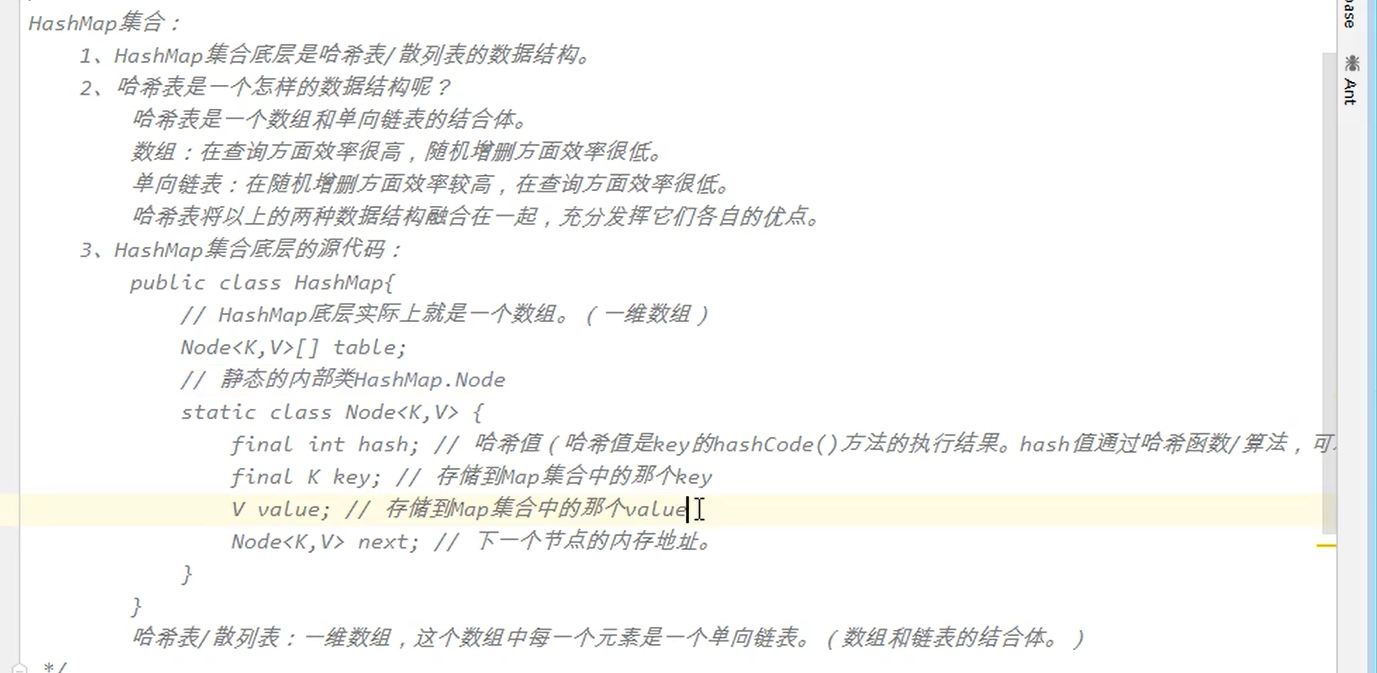 HashMap集合：
1、HashMap集合底层是哈希表/散列表的数据结构。
2、哈希表是一个怎样的数据结构呢？
哈希表是一个数组和单向链表的结合体。
数组：在查询方面效率很高，随机增删方面效率很低。
单向链表：在随机增删方面效率较高，在查询方面效率很低。
哈希表将以上的两种数据结构融合在一起，充分发挥它们各自的优点。
3、HashMap集合底层的源代码：
public class HashMap{
// HashMap底层实际上就是一个数组。（一维数组）
Node<K,V>[] table;
// 静态的内部类HashMap.Node
static class Node<K,V> {
final int hash; // 哈希值（哈希值是key的hashCode()方法的执行结果。hash值通过哈希函数/算法，可
final K key; // 存储到Map集合中的那个key
V value; // 存储到Map集合中的那个value
Node<K,V> next; // 下一个节点的内存地址。
}
}
哈希表/散列表：一维数组，这个数组中每一个元素是一个单向链表。（数组和链表的结合体。）
*/
base
Ant